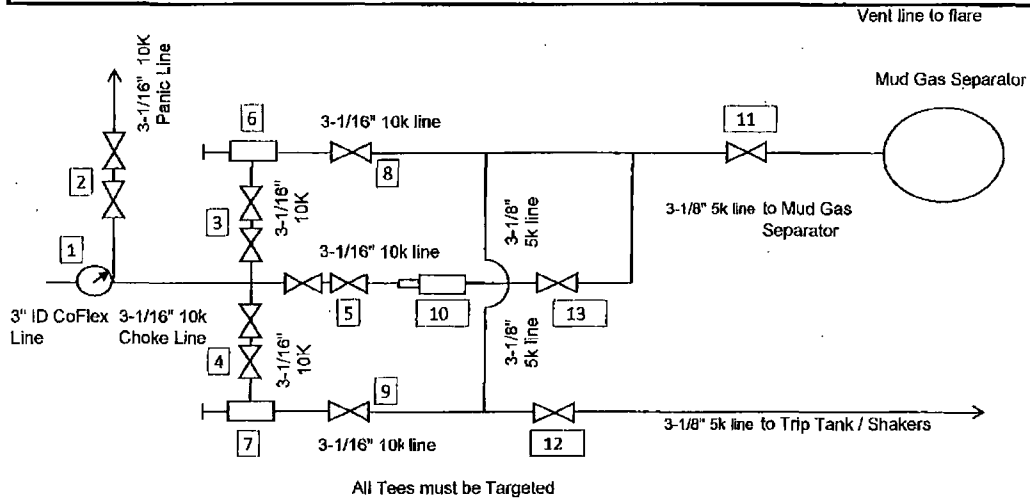 Vent line to flare
3-1/16" 10K
Panic Line
Mud Gas Separator
6
3-1/16" 10k line
11
2
8
3
3-1/16"
10K
3-1/8"
5k line
3-1/8" 5k line to Mud Gas
Separator
1
3-1/16" 10k line
5
10
13
3" ID CoFlex
Line
3-1/16" 10k
Choke Line
4
3-1/16"
10K
3-1/8"
5k line
9
7
3-1/16" 10k line
12
3-1/8" 5k line to Trip Tank / Shakers
All Tees must be Targeted